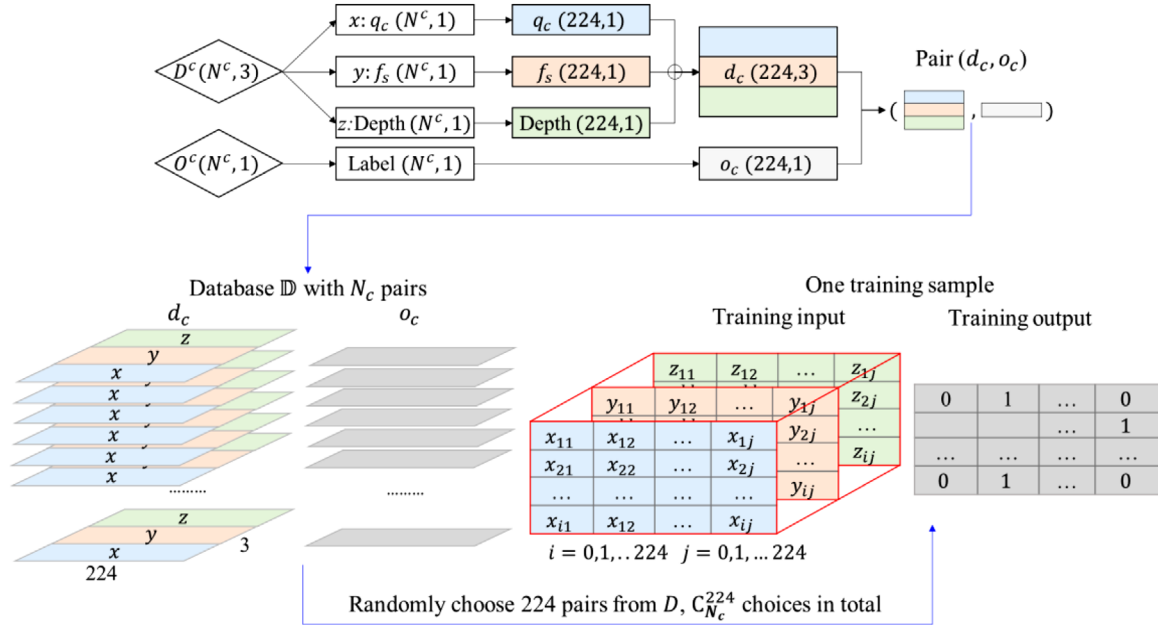 x: q_c (N^c, 1)
q_c (224,1)
D^c(N^c, 3)
y: f_s (N^c, 1)
f_s (224,1)
d_c (224,3)
Pair (d_c, o_c)
( , )
z:Depth (N^c, 1)
Depth (224,1)
O^c(N^c, 1)
Label (N^c, 1)
o_c (224,1)
Database 𝔻 with N_c pairs
d_c
o_c
z
y
x
x
x
x
x
x
.........
.........
z
y
x
3
224
One training sample
Training input
Training output
z_11 z_12 ... z_1j
z_2j
...
z_ij
y_11 y_12 ... y_1j
y_2j
...
y_ij
x_11 x_12 ... x_1j
x_21 x_22 ... x_2j
... ... ... ...
x_i1 x_12 ... x_ij
i = 0,1, . . 224 j = 0,1, ... 224
0 1 ... 0
... 1
... ... ... ...
0 1 ... 0
Randomly choose 224 pairs from D, C_{N_c}^{224} choices in total